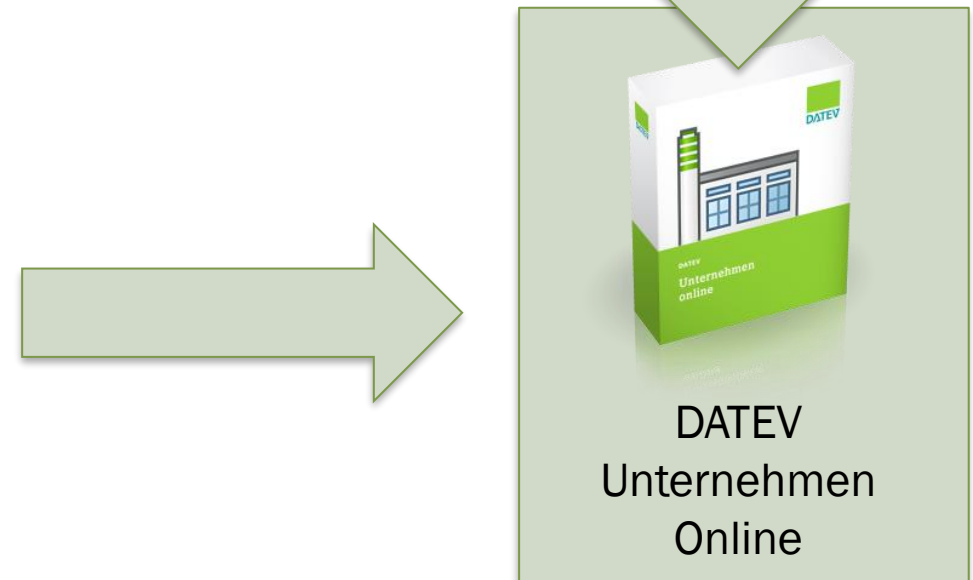 DATEV
DATEV
DATEV
Unternehmen
online
DATEV
Unternehmen
Online